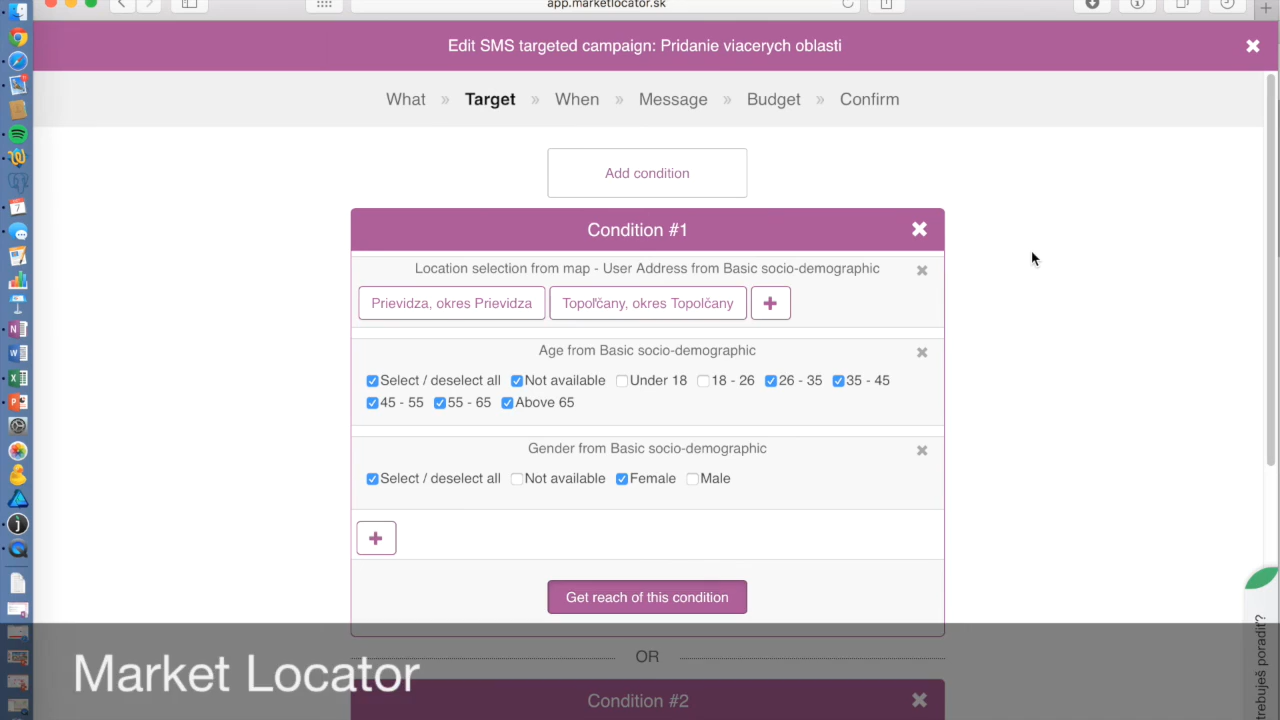 app.marketlocator.sk
Edit SMS targeted campaign: Pridanie viacerych oblasti
What » Target » When » Message » Budget » Confirm
Add condition
Condition #1
Location selection from map - User Address from Basic socio-demographic
Prievidza, okres Prievidza
Topoľčany, okres Topolčany
Age from Basic socio-demographic
Select / deselect all Not available Under 18 18 - 26 26 - 35 35 - 45
45 - 55 55 - 65 Above 65
Gender from Basic socio-demographic
Select / deselect all Not available Female Male
Get reach of this condition
OR
Condition #2
Market Locator
poradiť?
7